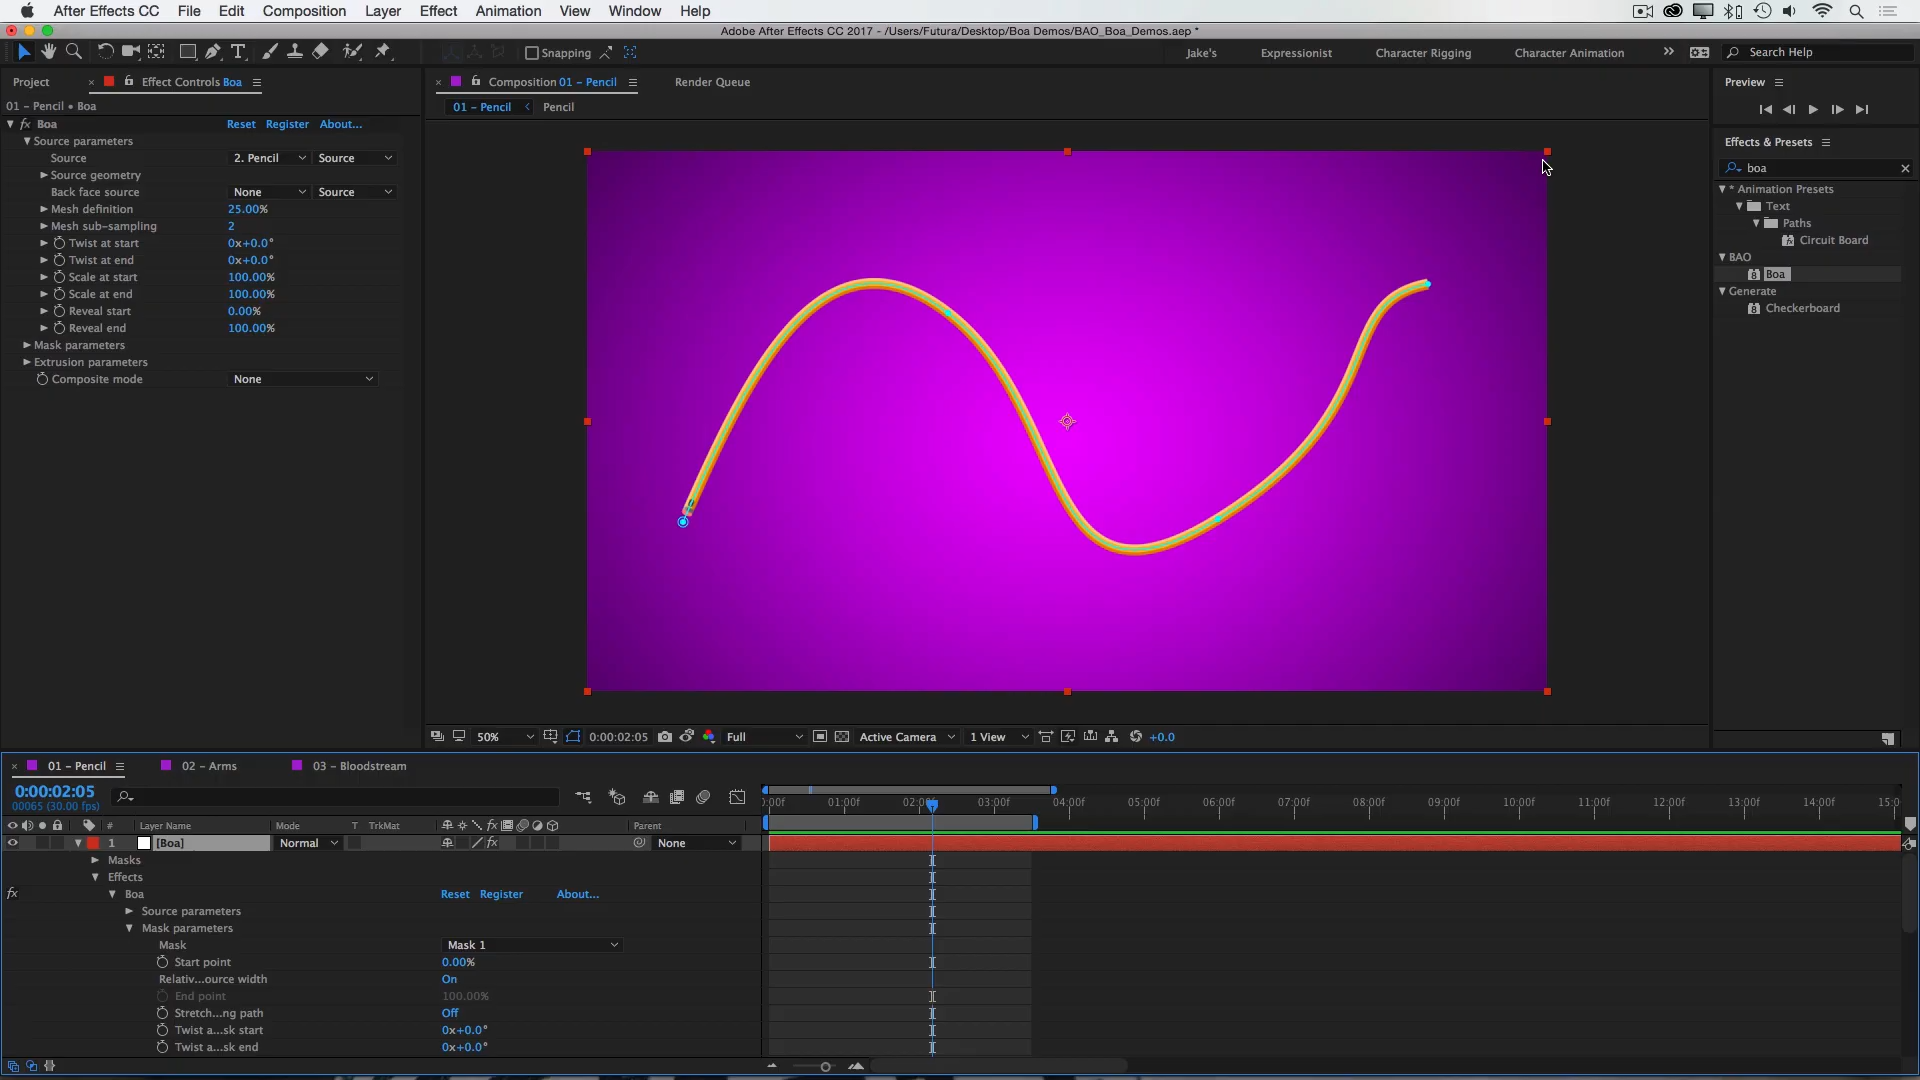 After Effects CC File Edit Composition Layer Effect Animation View Window Help
Adobe After Effects CC 2017 - /Users/Futura/Desktop/Boa Demos/BAO_Boa_Demos.aep *
Snapping Jake's Expressionist Character Rigging Character Animation Search Help
Project Effect Controls Boa
01 - Pencil • Boa
fx Boa Reset Register About...
Source parameters
Source 2. Pencil Source
Source geometry
Back face source None Source
Mesh definition 25.00%
Mesh sub-sampling 2
Twist at start 0x+0.0°
Twist at end 0x+0.0°
Scale at start 100.00%
Scale at end 100.00%
Reveal start 0.00%
Reveal end 100.00%
Mask parameters
Extrusion parameters
Composite mode None
Composition 01 - Pencil Render Queue
01 - Pencil Pencil
50% 0:00:02:05 Full Active Camera 1 View +0.0
Preview
Effects & Presets
boa
* Animation Presets
Text
Paths
Circuit Board
BAO
Boa
Generate
Checkerboard
01 - Pencil 02 - Arms 03 - Bloodstream
0:00:02:05
00065 (30.00 fps)
0:00f 01:00f 02:00f 03:00f 04:00f 05:00f 06:00f 07:00f 08:00f 09:00f 10:00f 11:00f 12:00f 13:00f 14:00f 15:0
# Layer Name Mode T TrkMat fx Parent
1 [Boa] Normal fx None
Masks
Effects
fx Boa Reset Register About...
Source parameters
Mask parameters
Mask Mask 1
Start point 0.00%
Relativ...ource width On
End point 100.00%
Stretch...ng path Off
Twist a...sk start 0x+0.0°
Twist a...sk end 0x+0.0°